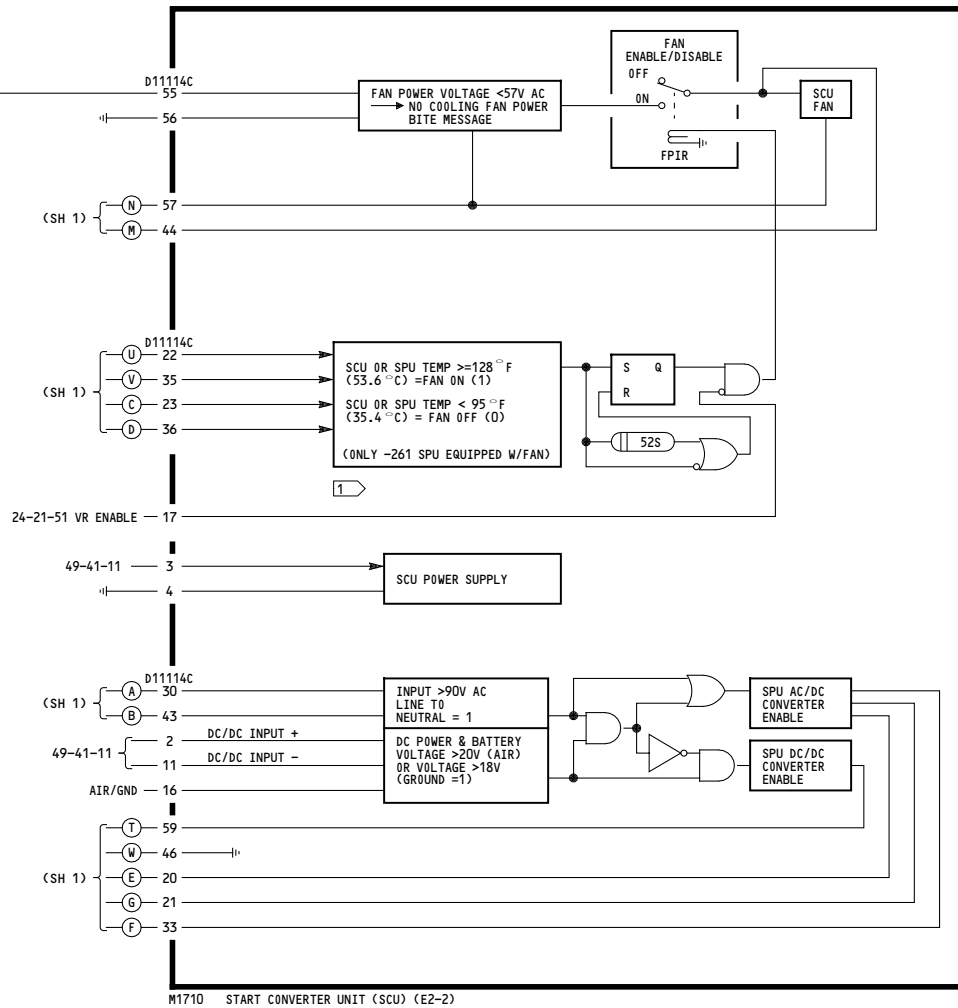 FAN
ENABLE/DISABLE
OFF
ON
FPIR
D11114C
55
56
FAN POWER VOLTAGE <57V AC
NO COOLING FAN POWER
BITE MESSAGE
SCU
FAN
(SH 1)
N 57
M 44
D11114C
(SH 1)
U 22
V 35
C 23
D 36
SCU OR SPU TEMP >=128°F
(53.6°C) =FAN ON (1)
SCU OR SPU TEMP < 95°F
(35.4°C) = FAN OFF (0)
(ONLY -261 SPU EQUIPPED W/FAN)
1
S Q
R
52S
24-21-51 VR ENABLE 17
49-41-11 3
4
SCU POWER SUPPLY
D11114C
(SH 1)
A 30
B 43
INPUT >90V AC
LINE TO
NEUTRAL = 1
49-41-11
2 DC/DC INPUT +
11 DC/DC INPUT -
AIR/GND 16
DC POWER & BATTERY
VOLTAGE >20V (AIR)
OR VOLTAGE >18V
(GROUND =1)
SPU AC/DC
CONVERTER
ENABLE
SPU DC/DC
CONVERTER
ENABLE
(SH 1)
T 59
W 46
E 20
G 21
F 33
M1710 START CONVERTER UNIT (SCU) (E2-2)